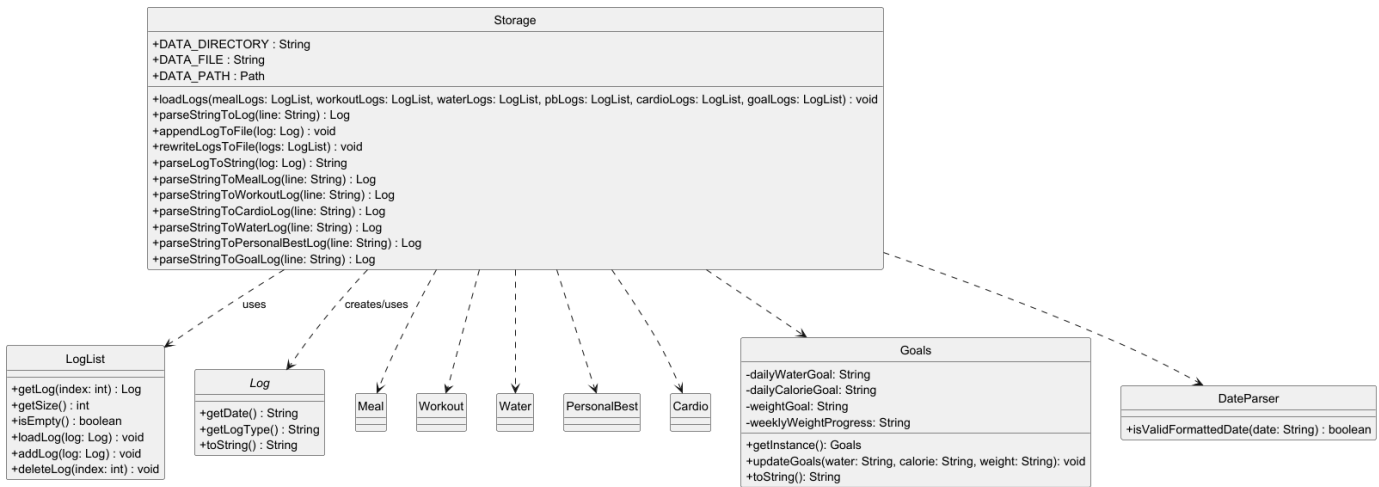 Storage
+DATA_DIRECTORY : String
+DATA_FILE : String
+DATA_PATH : Path
+loadLogs(mealLogs: LogList, workoutLogs: LogList, waterLogs: LogList, pbLogs: LogList, cardioLogs: LogList, goalLogs: LogList) : void
+parseStringToLog(line: String) : Log
+appendLogToFile(log: Log) : void
+rewriteLogsToFile(logs: LogList) : void
+parseLogToString(log: Log) : String
+parseStringToMealLog(line: String) : Log
+parseStringToWorkoutLog(line: String) : Log
+parseStringToCardioLog(line: String) : Log
+parseStringToWaterLog(line: String) : Log
+parseStringToPersonalBestLog(line: String) : Log
+parseStringToGoalLog(line: String) : Log
uses
creates/uses
LogList
+getLog(index: int) : Log
+getSize() : int
+isEmpty() : boolean
+loadLog(log: Log) : void
+addLog(log: Log) : void
+deleteLog(index: int) : void
Log
+getDate() : String
+getLogType() : String
+toString() : String
Meal
Workout
Water
PersonalBest
Cardio
Goals
-dailyWaterGoal: String
-dailyCalorieGoal: String
-weightGoal: String
-weeklyWeightProgress: String
+getInstance(): Goals
+updateGoals(water: String, calorie: String, weight: String): void
+toString(): String
DateParser
+isValidFormattedDate(date: String) : boolean